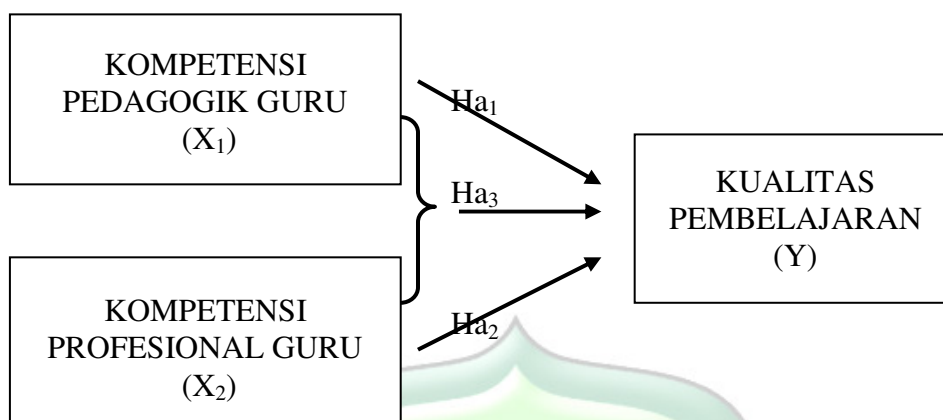 KOMPETENSI
PEDAGOGIK GURU
(X₁)
Ha₁
Ha₃
KUALITAS
PEMBELAJARAN
(Y)
KOMPETENSI
PROFESIONAL GURU
(X₂)
Ha₂